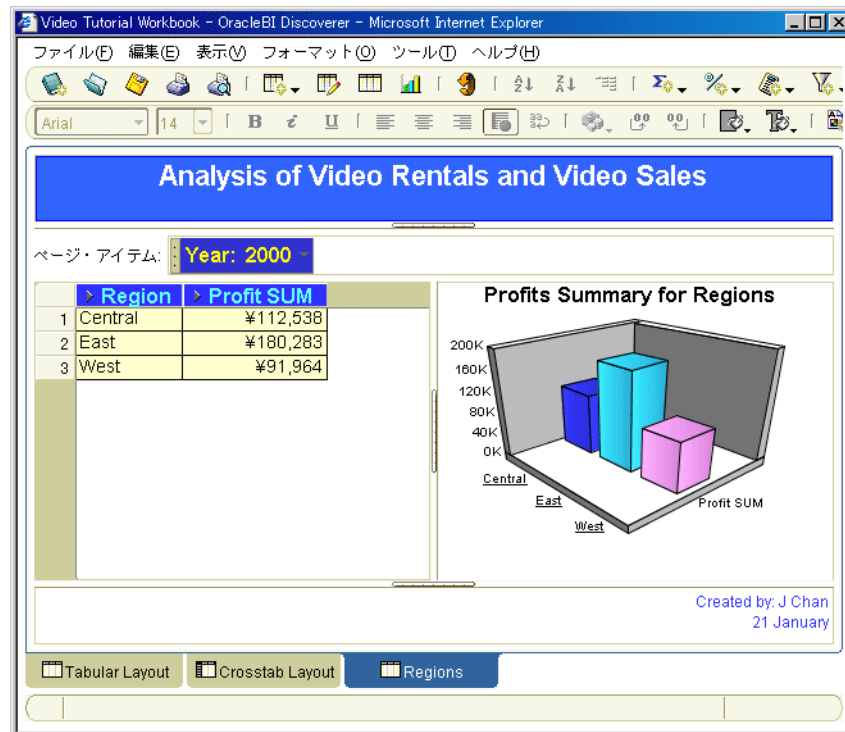 Video Tutorial Workbook - OracleBI Discoverer - Microsoft Internet Explorer
ファイル(F) 編集(E) 表示(V) フォーマット(O) ツール(T) ヘルプ(H)
Arial 14 B i U
Analysis of Video Rentals and Video Sales
ページ・アイテム: Year: 2000
Region Profit SUM
1 Central ¥112,538
2 East ¥180,283
3 West ¥91,964
Profits Summary for Regions
200K
160K
120K
80K
40K
0K
Central
East
West
Profit SUM
Created by: J Chan
21 January
Tabular Layout Crosstab Layout Regions